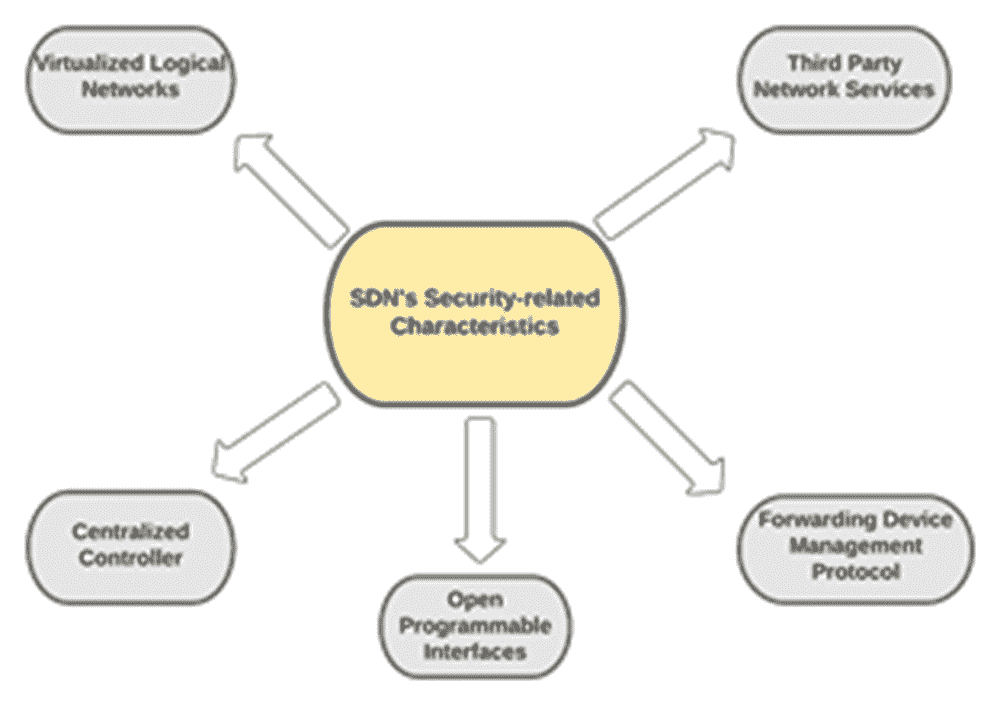 Virtualized Logical
Networks
Third Party
Network Services
SDN's Security-related
Characteristics
Centralized
Controller
Open
Programmable
Interfaces
Forwarding Device
Management
Protocol